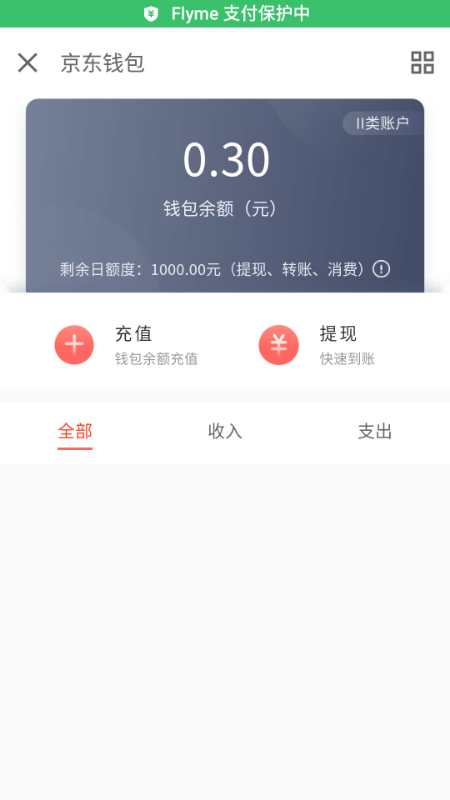 Flyme 支付保护中
京东钱包
II类账户
0.30
钱包余额（元）
剩余日额度：1000.00元（提现、转账、消费）
充值
提现
钱包余额充值
快速到账
全部
收入
支出